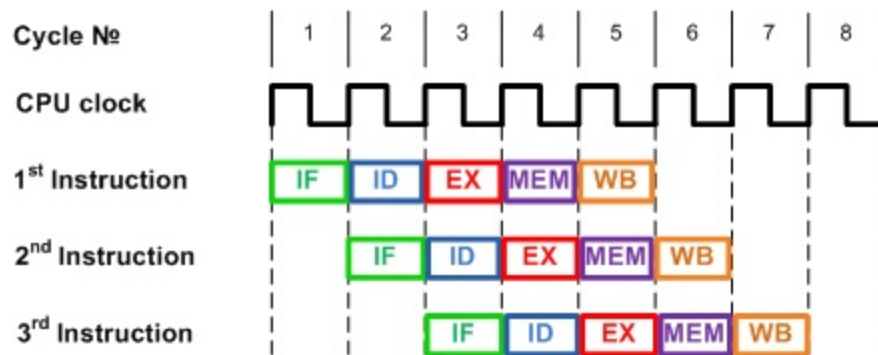 Cycle № 1 2 3 4 5 6 7 8
CPU clock
1st Instruction IF ID EX MEM WB
2nd Instruction IF ID EX MEM WB
3rd Instruction IF ID EX MEM WB